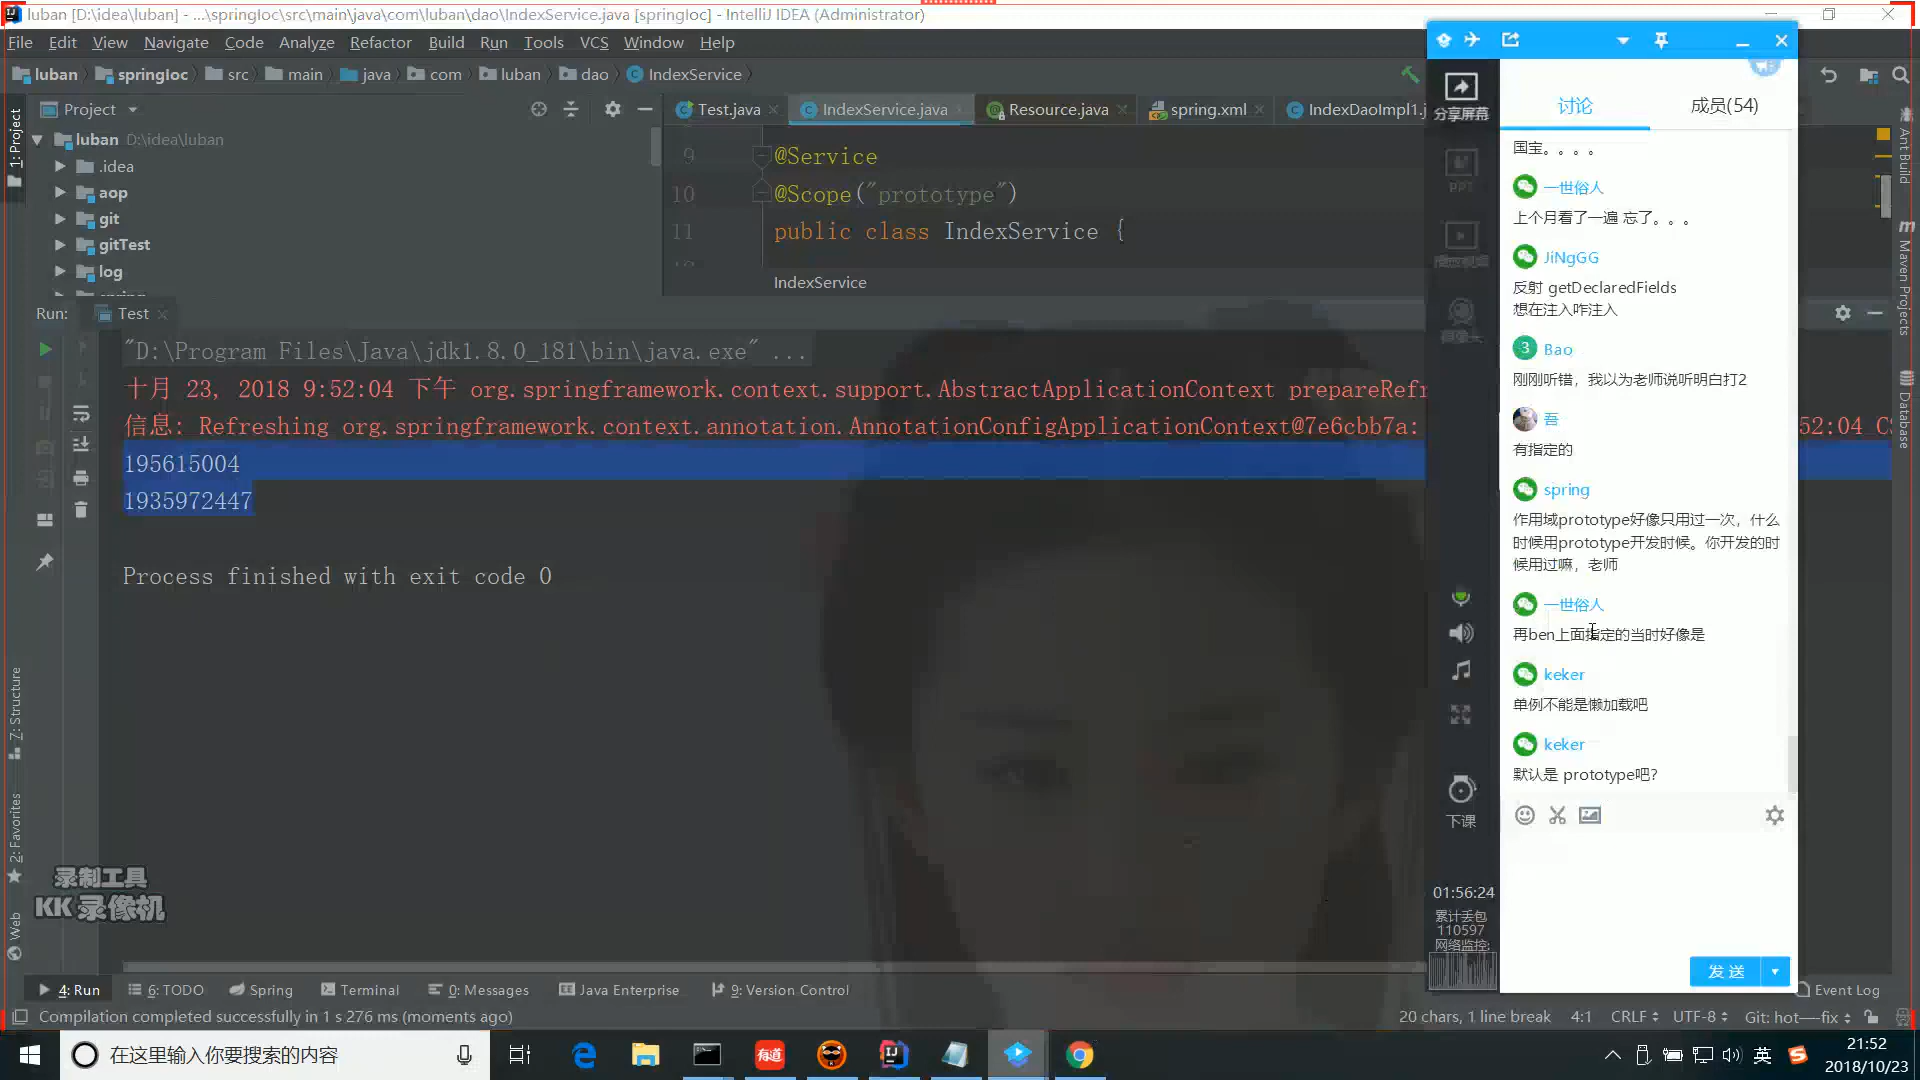 luban [D:\idea\luban] - ...\springIoc\src\main\java\com\luban\dao\IndexService.java [springIoc] - IntelliJ IDEA (Administrator)
File Edit View Navigate Code Analyze Refactor Build Run Tools VCS Window Help
luban springIoc src main java com luban dao IndexService
Project
Test.java IndexService.java Resource.java spring.xml IndexDaoImpl1.j
1: Project
luban D:\idea\luban
.idea
aop
git
gitTest
log
9 @Service
10 @Scope("prototype")
11 public class IndexService {
IndexService
Run: Test
"D:\Program Files\Java\jdk1.8.0_181\bin\java.exe" ...
十月 23, 2018 9:52:04 下午 org.springframework.context.support.AbstractApplicationContext prepareRefr
信息: Refreshing org.springframework.context.annotation.AnnotationConfigApplicationContext@7e6cbb7a:
52:04 CS
195615004
1935972447
Process finished with exit code 0
Z: Structure
2: Favorites
Web
Ant Build
Maven Projects
Database
录制工具
KK 录像机
分享屏幕
ppt
下课
01:56:24
累计丢包
110597
网络监控:
讨论 成员(54)
国宝。。。。
一世俗人
上个月看了一遍 忘了。。。
JiNgGG
反射 getDeclaredFields
想在注入咋注入
3 Bao
刚刚听错，我以为老师说听明白打2
吾
有指定的
spring
作用域prototype好像只用过一次，什么
时候用prototype开发时候。你开发的时
候用过嘛，老师
一世俗人
再ben上面指定的当时好像是
keker
单例不能是懒加载吧
keker
默认是 prototype吧?
发送
4: Run 6: TODO Spring Terminal 0: Messages Java Enterprise 9: Version Control Event Log
Compilation completed successfully in 1 s 276 ms (moments ago)
20 chars, 1 line break 4:1 CRLF UTF-8 Git: hot—-fix
在这里输入你要搜索的内容
有道
英
21:52
2018/10/23